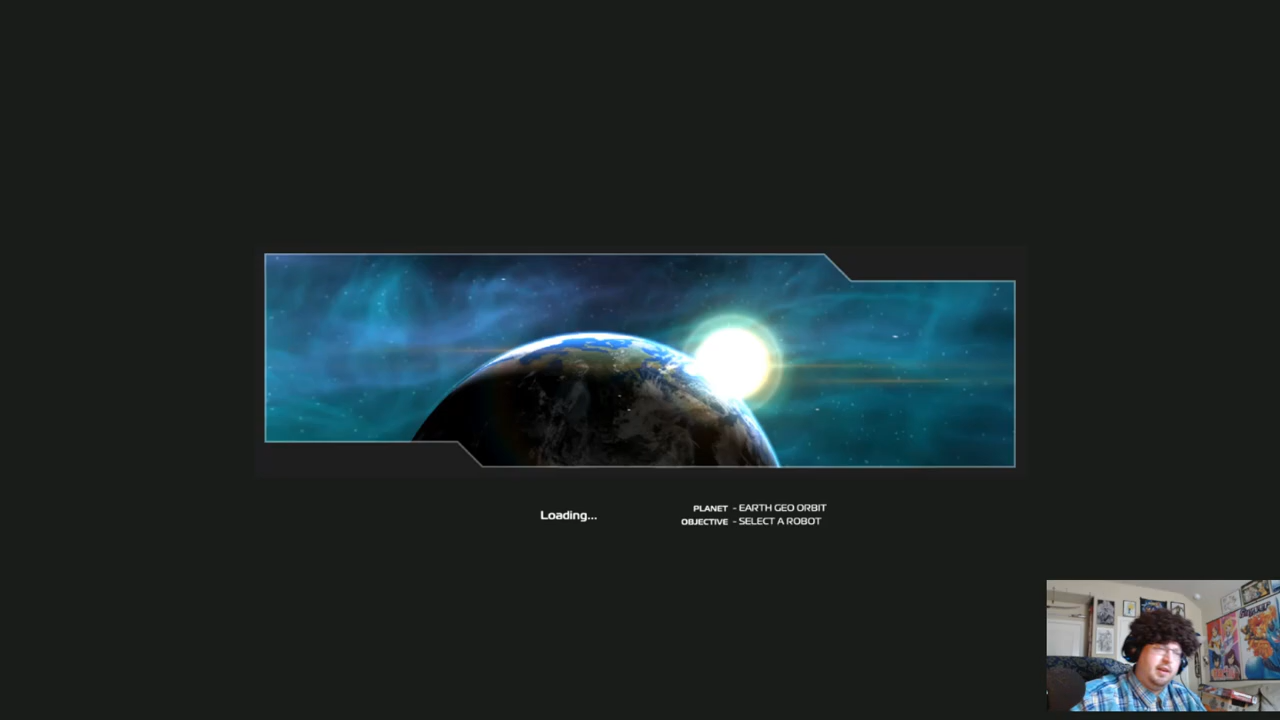 Loading...
PLANET - EARTH GEO ORBIT
OBJECTIVE - SELECT A ROBOT